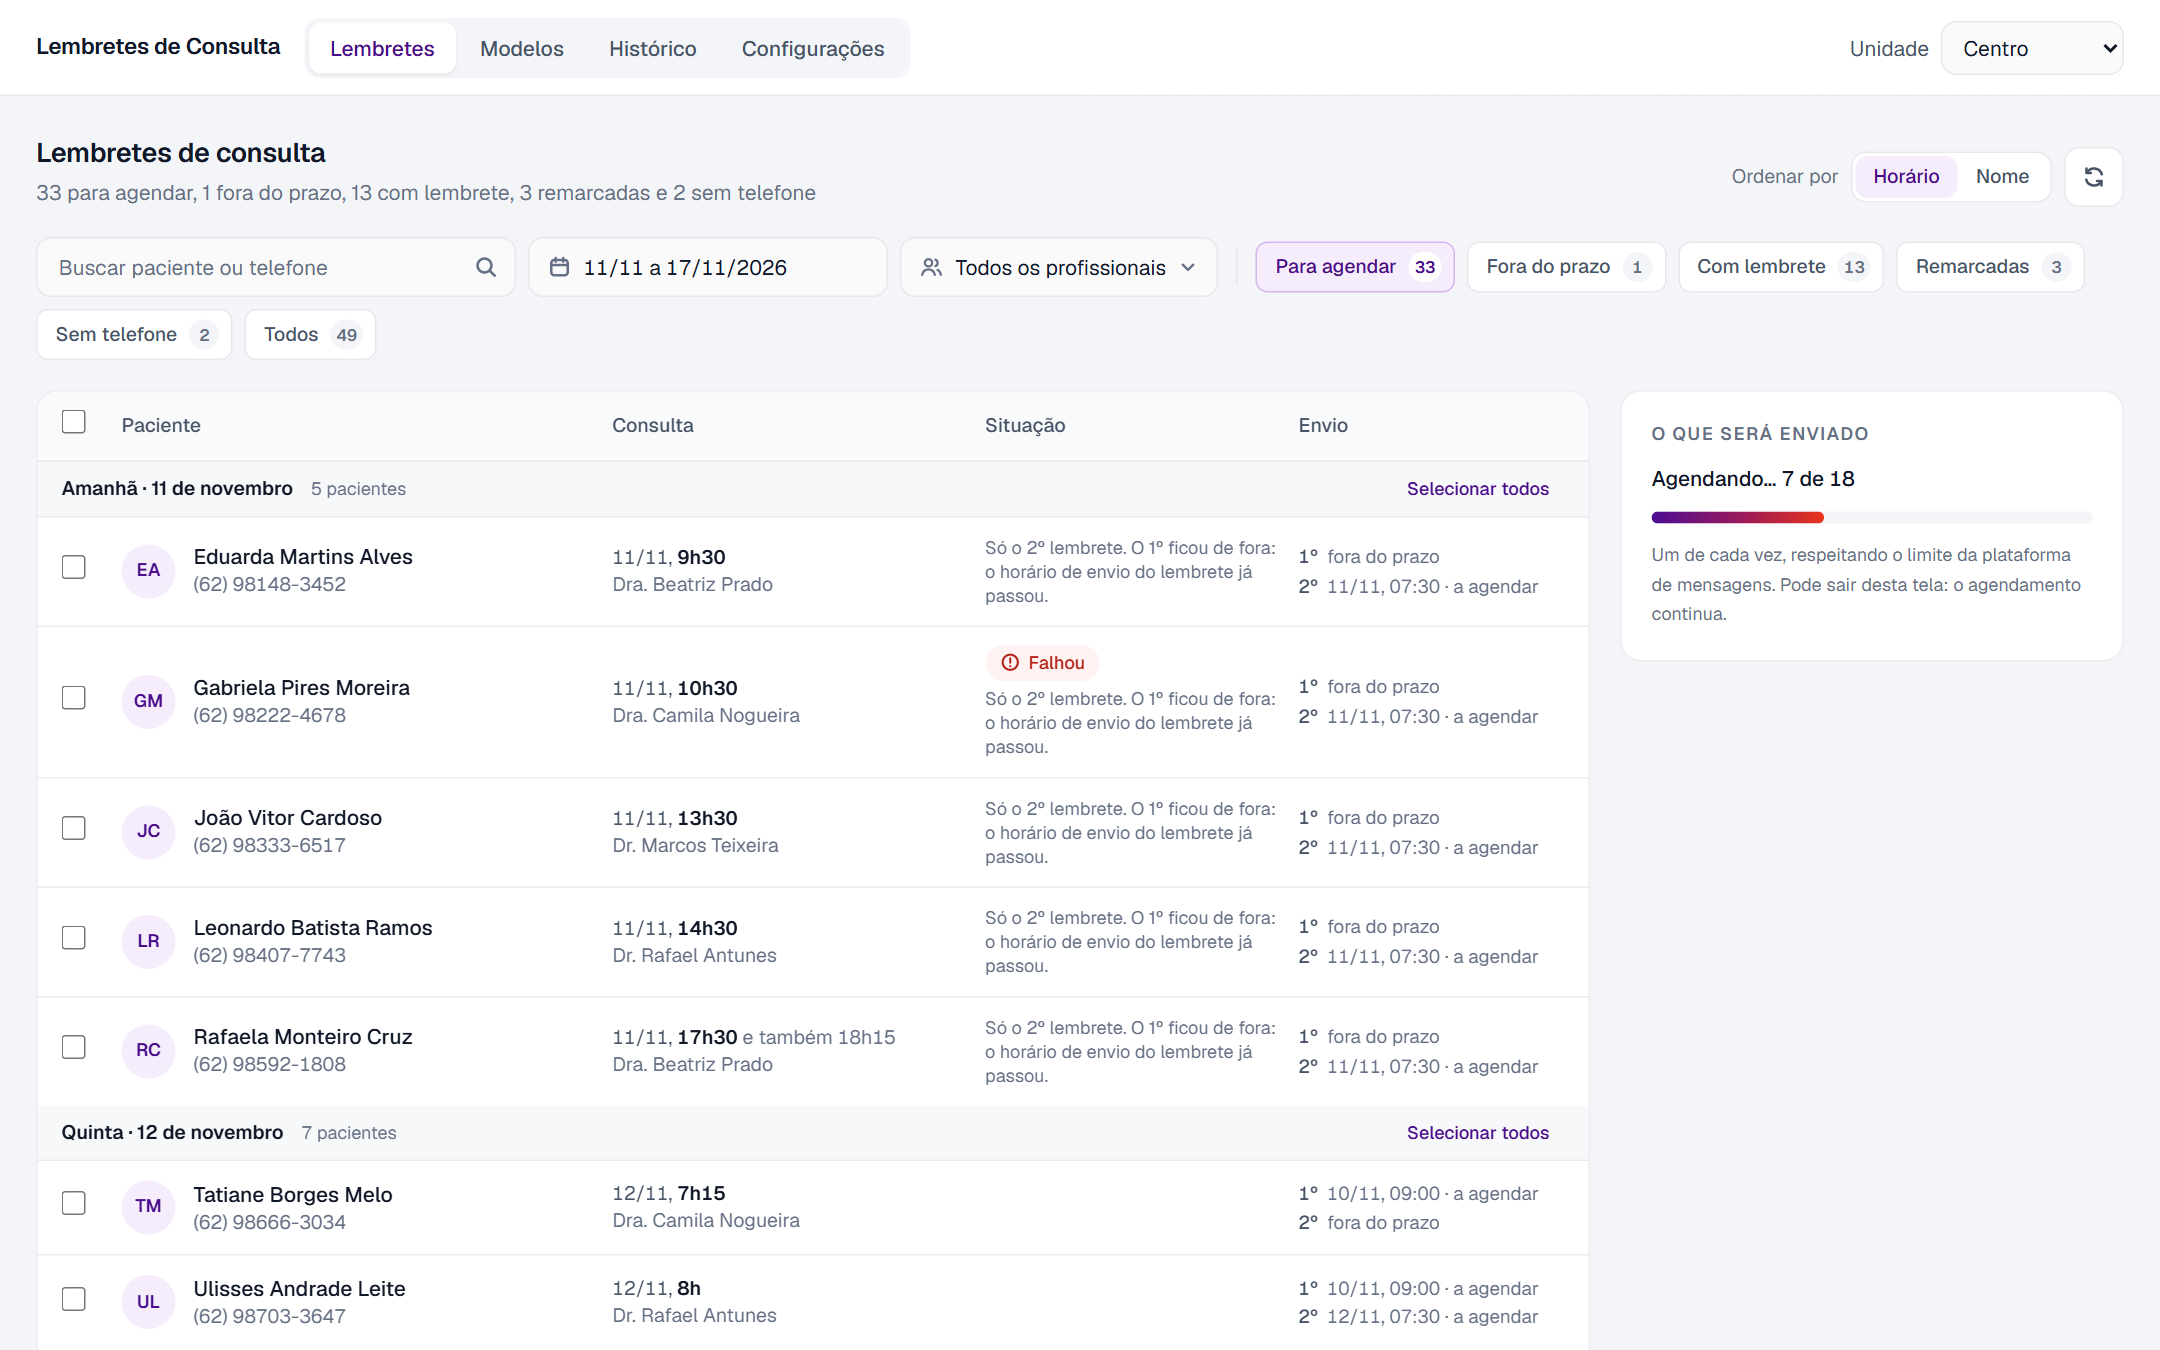 Lembretes de Consulta
Lembretes
Modelos
Histórico
Configurações
Unidade
Centro
Lembretes de consulta
33 para agendar, 1 fora do prazo, 13 com lembrete, 3 remarcadas e 2 sem telefone
Ordenar por
Horário
Nome
Buscar paciente ou telefone
11/11 a 17/11/2026
Todos os profissionais
Para agendar 33
Fora do prazo 1
Com lembrete 13
Remarcadas 3
Sem telefone 2
Todos 49
Paciente
Consulta
Situação
Envio
Amanhã · 11 de novembro 5 pacientes
Selecionar todos
EA
Eduarda Martins Alves
(62) 98148-3452
11/11, 9h30
Dra. Beatriz Prado
Só o 2º lembrete. O 1º ficou de fora:
o horário de envio do lembrete já
passou.
1º fora do prazo
2º 11/11, 07:30 · a agendar
GM
Gabriela Pires Moreira
(62) 98222-4678
11/11, 10h30
Dra. Camila Nogueira
Falhou
Só o 2º lembrete. O 1º ficou de fora:
o horário de envio do lembrete já
passou.
1º fora do prazo
2º 11/11, 07:30 · a agendar
JC
João Vitor Cardoso
(62) 98333-6517
11/11, 13h30
Dr. Marcos Teixeira
Só o 2º lembrete. O 1º ficou de fora:
o horário de envio do lembrete já
passou.
1º fora do prazo
2º 11/11, 07:30 · a agendar
LR
Leonardo Batista Ramos
(62) 98407-7743
11/11, 14h30
Dr. Rafael Antunes
Só o 2º lembrete. O 1º ficou de fora:
o horário de envio do lembrete já
passou.
1º fora do prazo
2º 11/11, 07:30 · a agendar
RC
Rafaela Monteiro Cruz
(62) 98592-1808
11/11, 17h30 e também 18h15
Dra. Beatriz Prado
Só o 2º lembrete. O 1º ficou de fora:
o horário de envio do lembrete já
passou.
1º fora do prazo
2º 11/11, 07:30 · a agendar
Quinta · 12 de novembro 7 pacientes
Selecionar todos
TM
Tatiane Borges Melo
(62) 98666-3034
12/11, 7h15
Dra. Camila Nogueira
1º 10/11, 09:00 · a agendar
2º fora do prazo
UL
Ulisses Andrade Leite
(62) 98703-3647
12/11, 8h
Dr. Rafael Antunes
1º 10/11, 09:00 · a agendar
2º 12/11, 07:30 · a agendar
O QUE SERÁ ENVIADO
Agendando… 7 de 18
Um de cada vez, respeitando o limite da plataforma
de mensagens. Pode sair desta tela: o agendamento
continua.